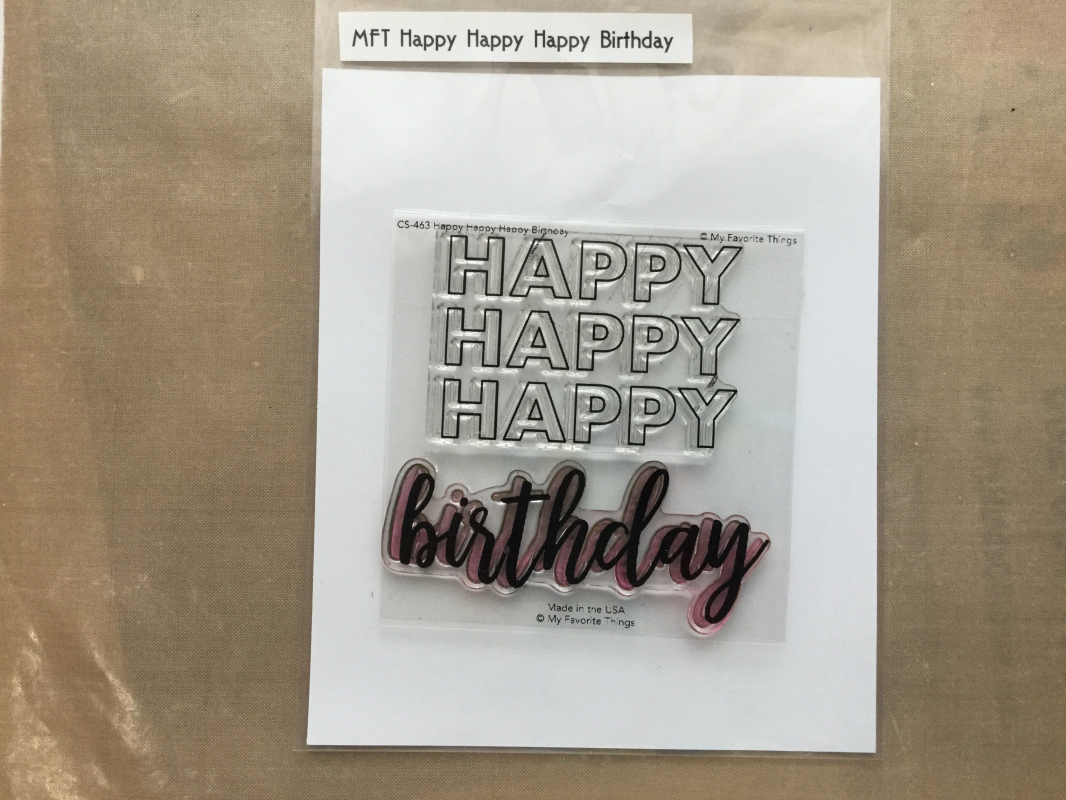 MFT Happy Happy Happy Birthday
CS-463 Happy Happy Happy Birthday
© My Favorite Things
HAPPY
HAPPY
HAPPY
birthday
Made in the USA
© My Favorite Things